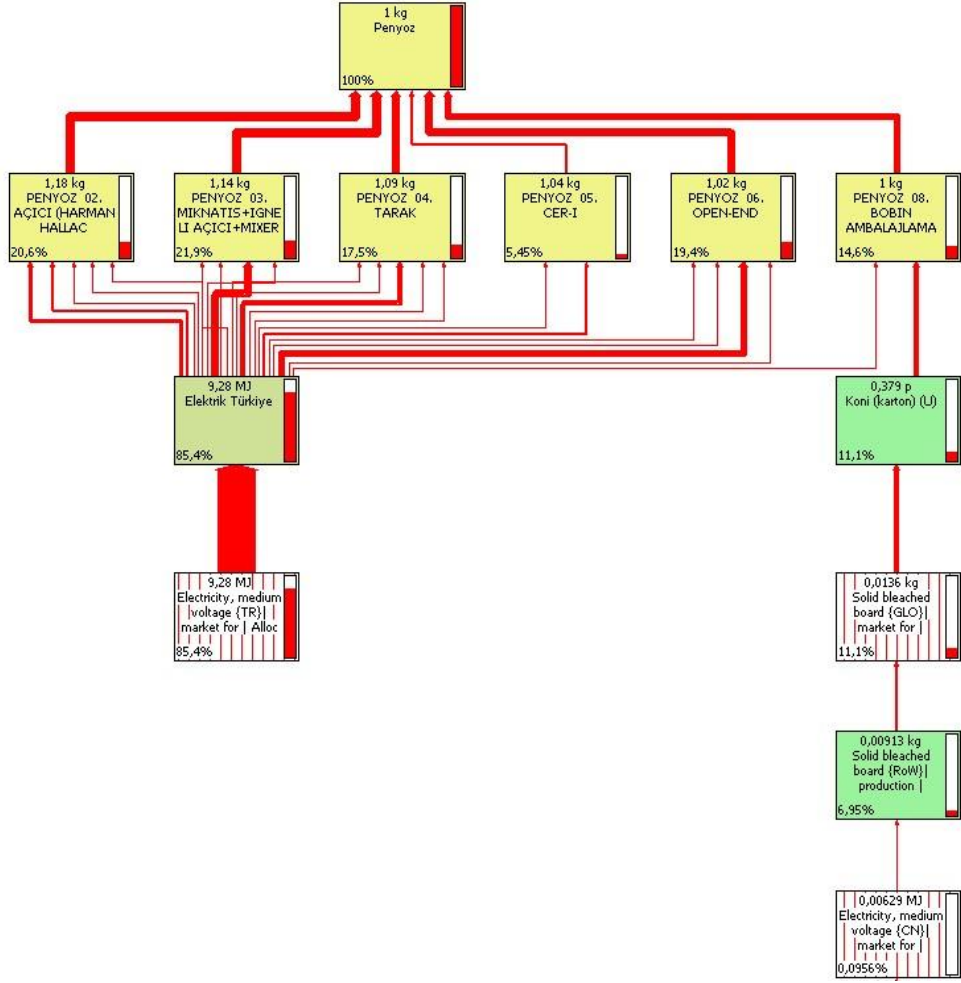 1 kg
Penyoz
100%
1,18 kg
PENYOZ 02.
AÇICI (HARMAN
HALLAC
20,6%
1,14 kg
PENYOZ 03.
MIKNATIS+IGNE
LI AÇICI+MIXER
21,9%
1,09 kg
PENYOZ 04.
TARAK
17,5%
1,04 kg
PENYOZ 05.
CER-I
5,45%
1,02 kg
PENYOZ 06.
OPEN-END
19,4%
1 kg
PENYOZ 08.
BOBIN
AMBALAJLAMA
14,6%
9,28 MJ
Elektrik Türkiye
85,4%
0,379 p
Koni (karton) (U)
11,1%
9,28 MJ
Electricity, medium
voltage {TR}|
market for | Alloc
85,4%
0,0136 kg
Solid bleached
board {GLO}|
market for |
11,1%
0,00913 kg
Solid bleached
board {RoW}|
production |
6,95%
0,00629 MJ
Electricity, medium
voltage {CN}|
market for |
0,0956%